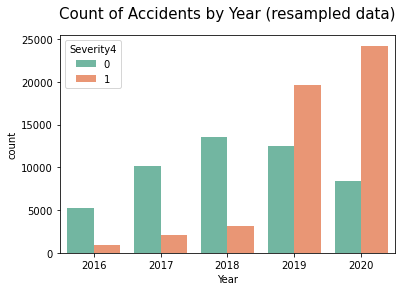 Count of Accidents by Year (resampled data)
Severity4
0
1
25000
20000
15000
10000
5000
0
count
2016 2017 2018 2019 2020
Year